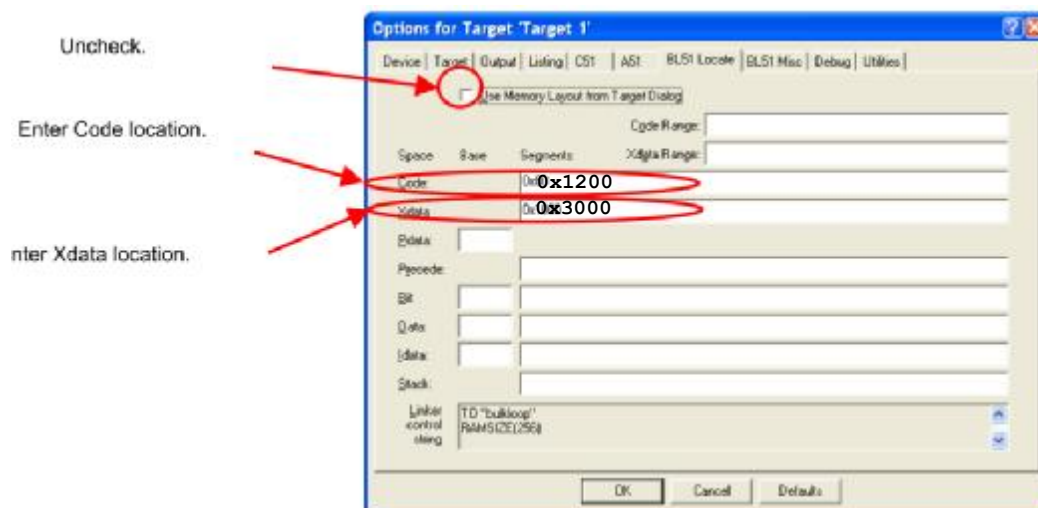 Uncheck.
Enter Code location.
nter Xdata location.
Options for Target 'Target 1'
Device Target Output Listing C51 A51 BL51 Locate BL51 Misc Debug Utilities
Use Memory Layout from Target Dialog
Code Range:
Space Base Segments: Xdata Range:
Code: 0x1200
Xdata: 0x3000
Pdata:
Precede:
Bit
Data:
Idata:
Stack:
Linker control string
TO "bulkloop"
RAMSIZE(256)
OK Cancel Defaults